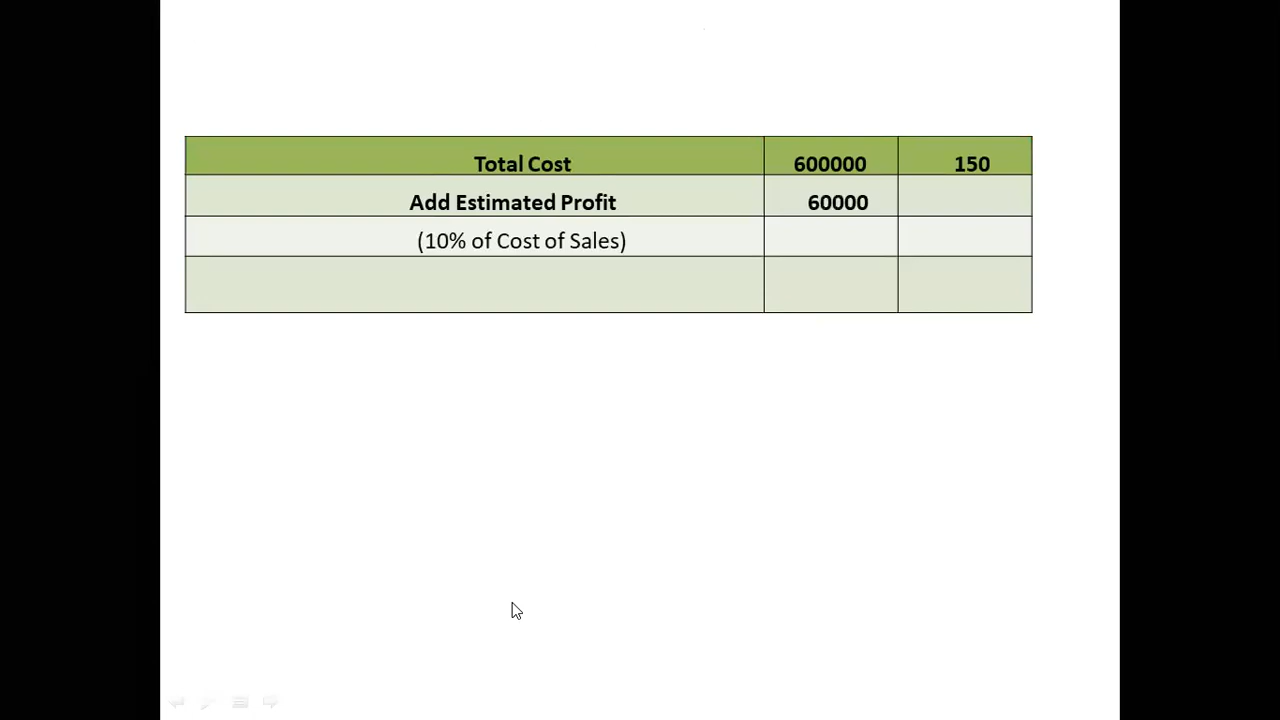 Total Cost 600000 150
Add Estimated Profit 60000
(10% of Cost of Sales)